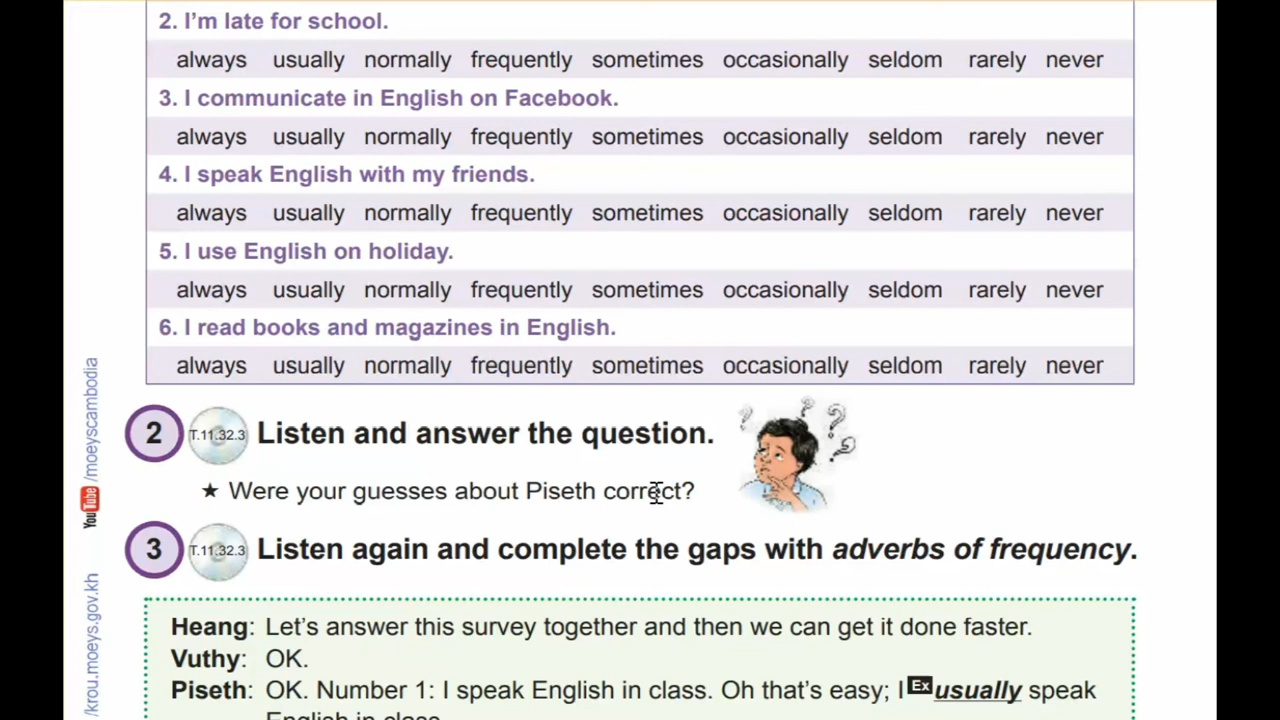 2. I'm late for school.
always usually normally frequently sometimes occasionally seldom rarely never
3. I communicate in English on Facebook.
always usually normally frequently sometimes occasionally seldom rarely never
4. I speak English with my friends.
always usually normally frequently sometimes occasionally seldom rarely never
5. I use English on holiday.
always usually normally frequently sometimes occasionally seldom rarely never
6. I read books and magazines in English.
always usually normally frequently sometimes occasionally seldom rarely never
2 T.11.32.3 Listen and answer the question.
★ Were your guesses about Piseth correct?
3 T.11.32.3 Listen again and complete the gaps with adverbs of frequency.
Heang: Let's answer this survey together and then we can get it done faster.
Vuthy: OK.
Piseth: OK. Number 1: I speak English in class. Oh that's easy; I Ex usually speak
English in class
YouTube /moeyscambodia
/krou.moeys.gov.kh